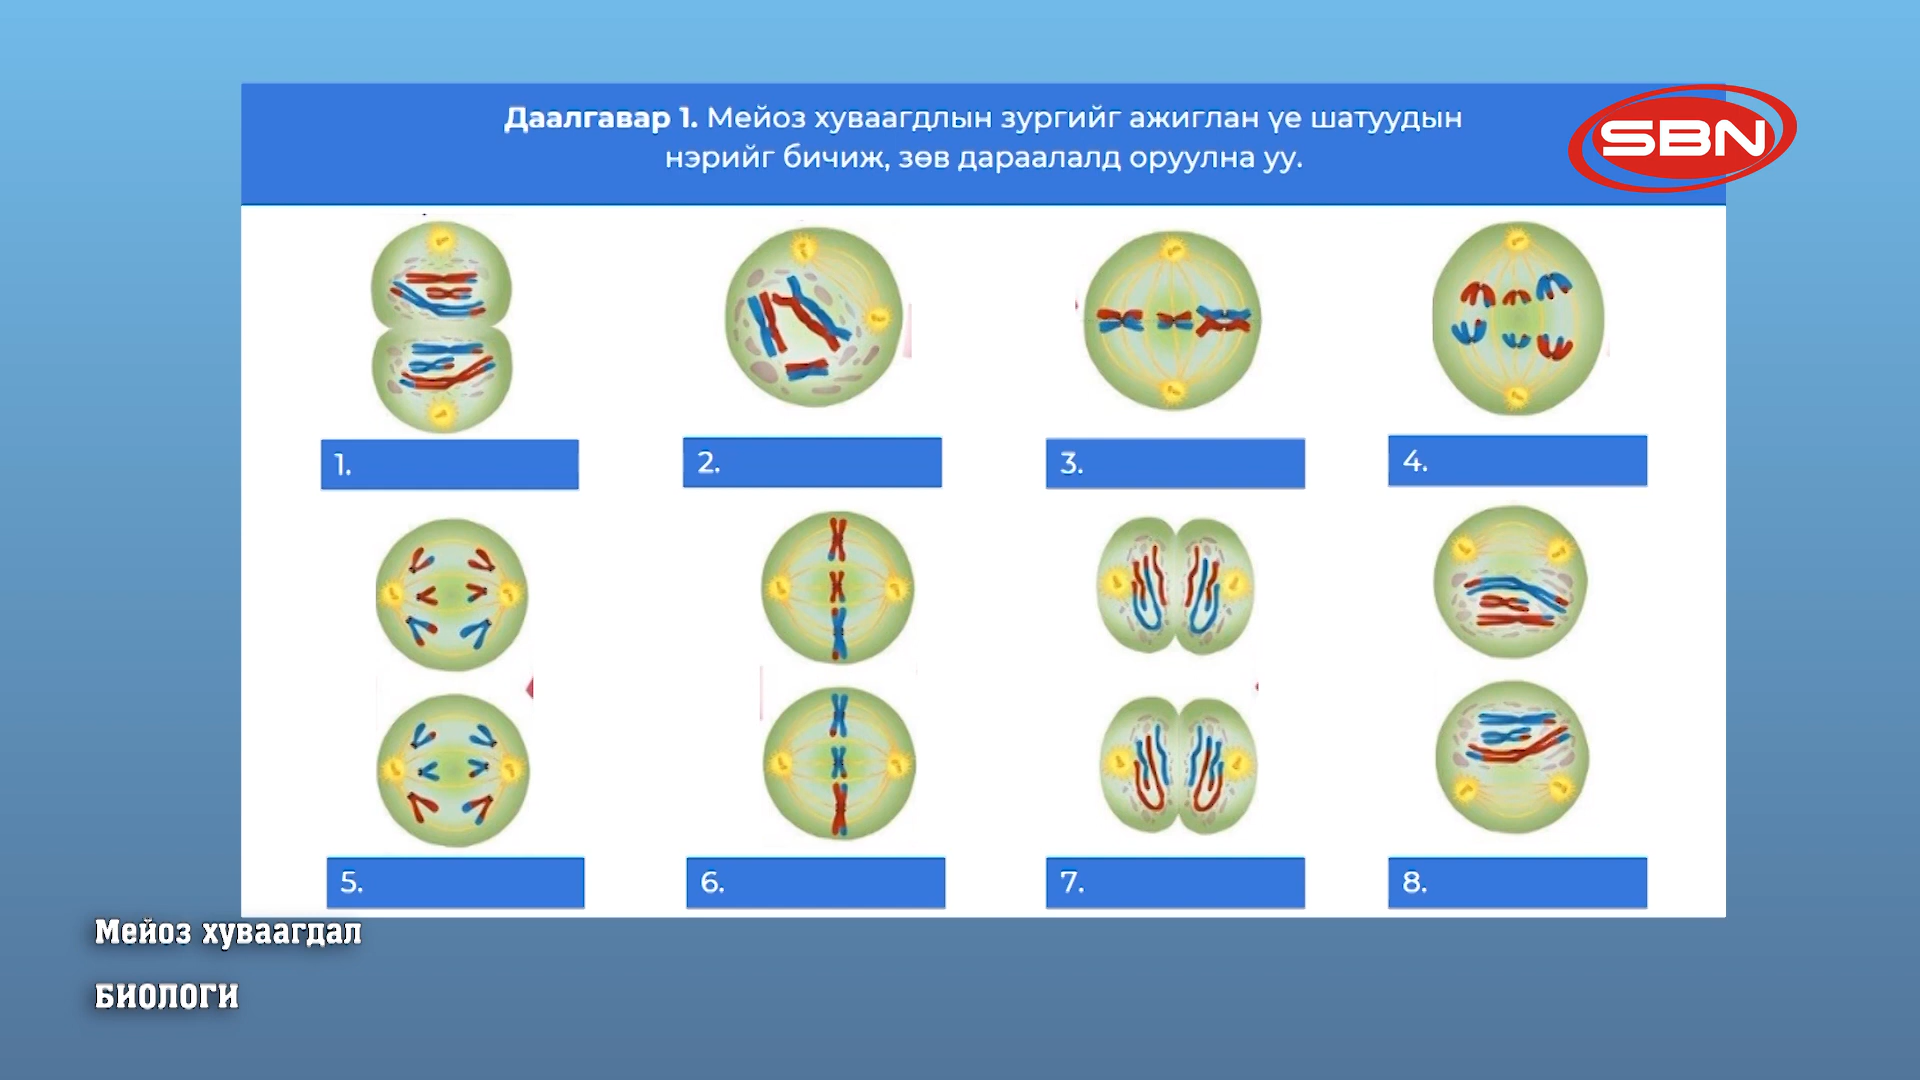 Даалгавар 1. Мейоз хуваагдлын зургийг ажиглан үе шатуудын
нэрийг бичиж, зөв дараалалд оруулна уу.
SBN
1.
2.
3.
4.
5.
6.
7.
8.
Мейоз хуваагдал
БИОЛОГИ